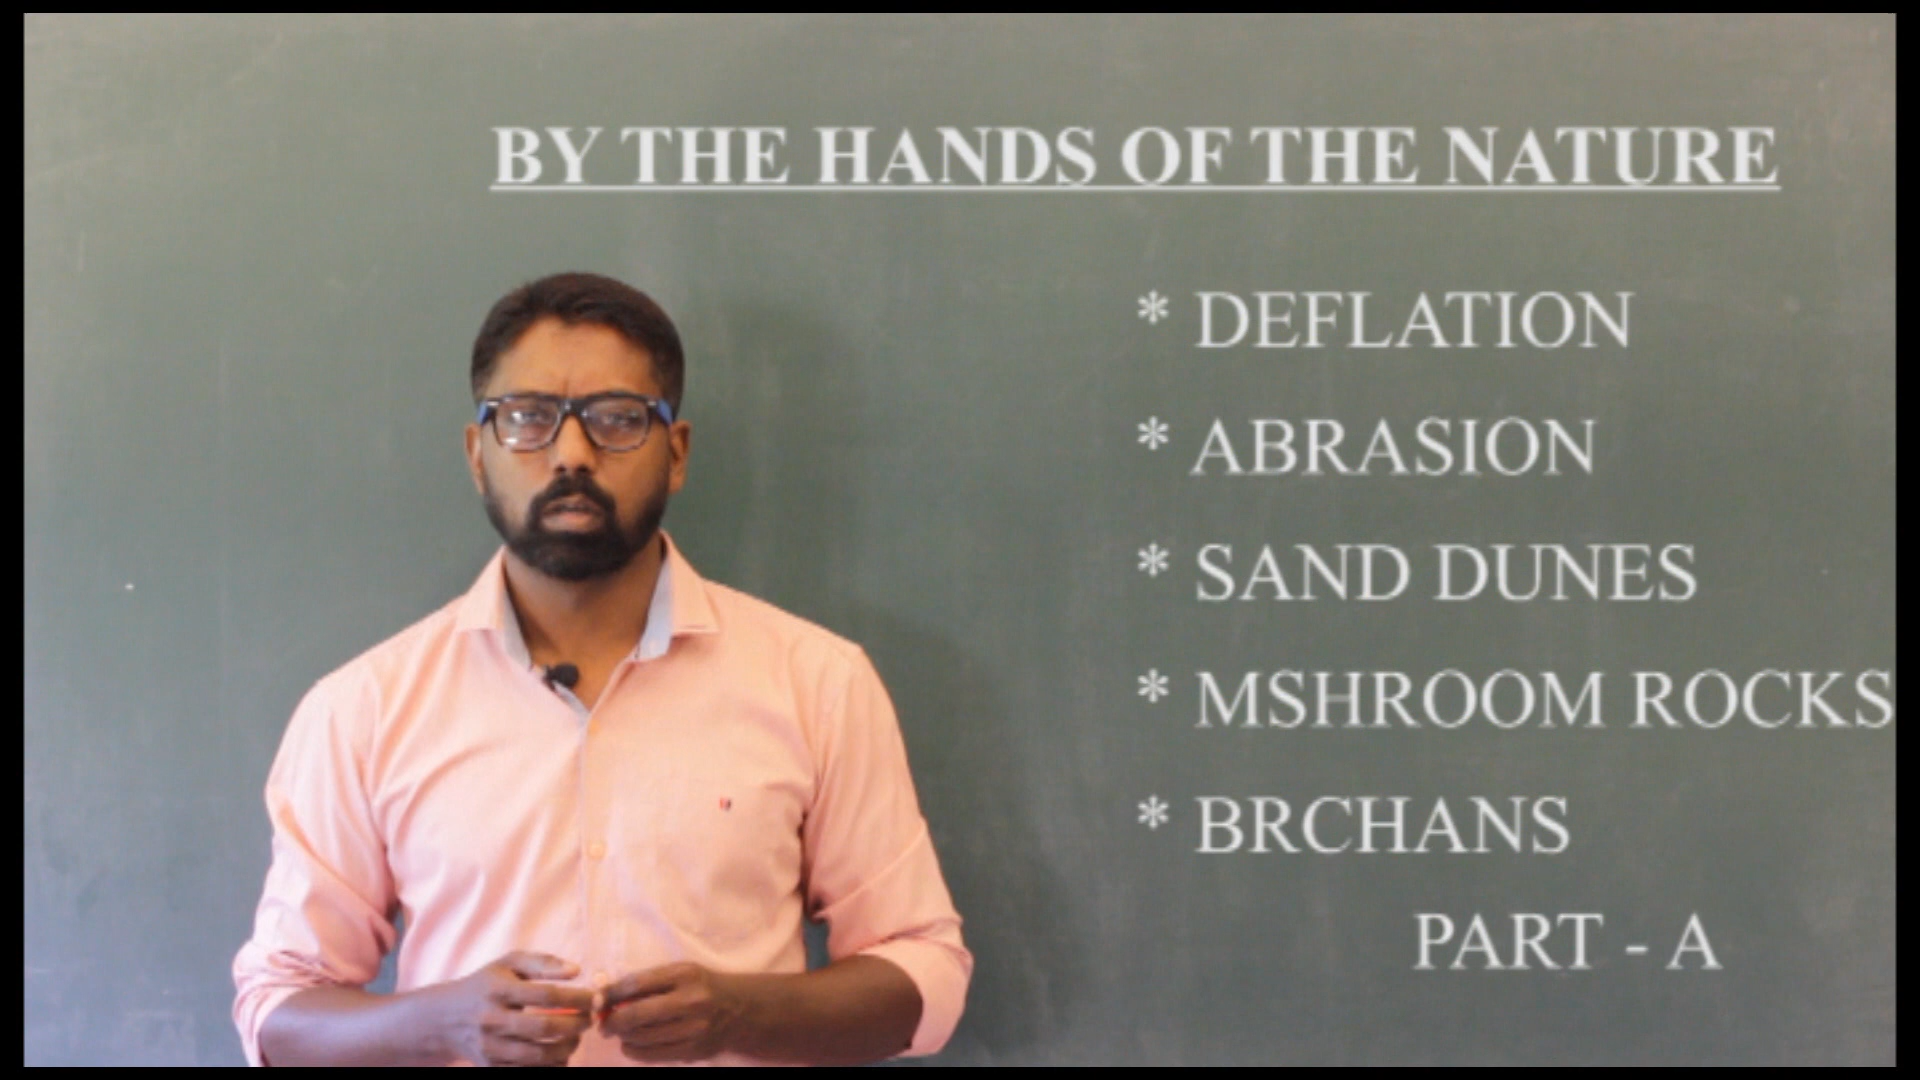 BY THE HANDS OF THE NATURE
* DEFLATION
* ABRASION
* SAND DUNES
* MSHROOM ROCKS
* BRCHANS
PART - A